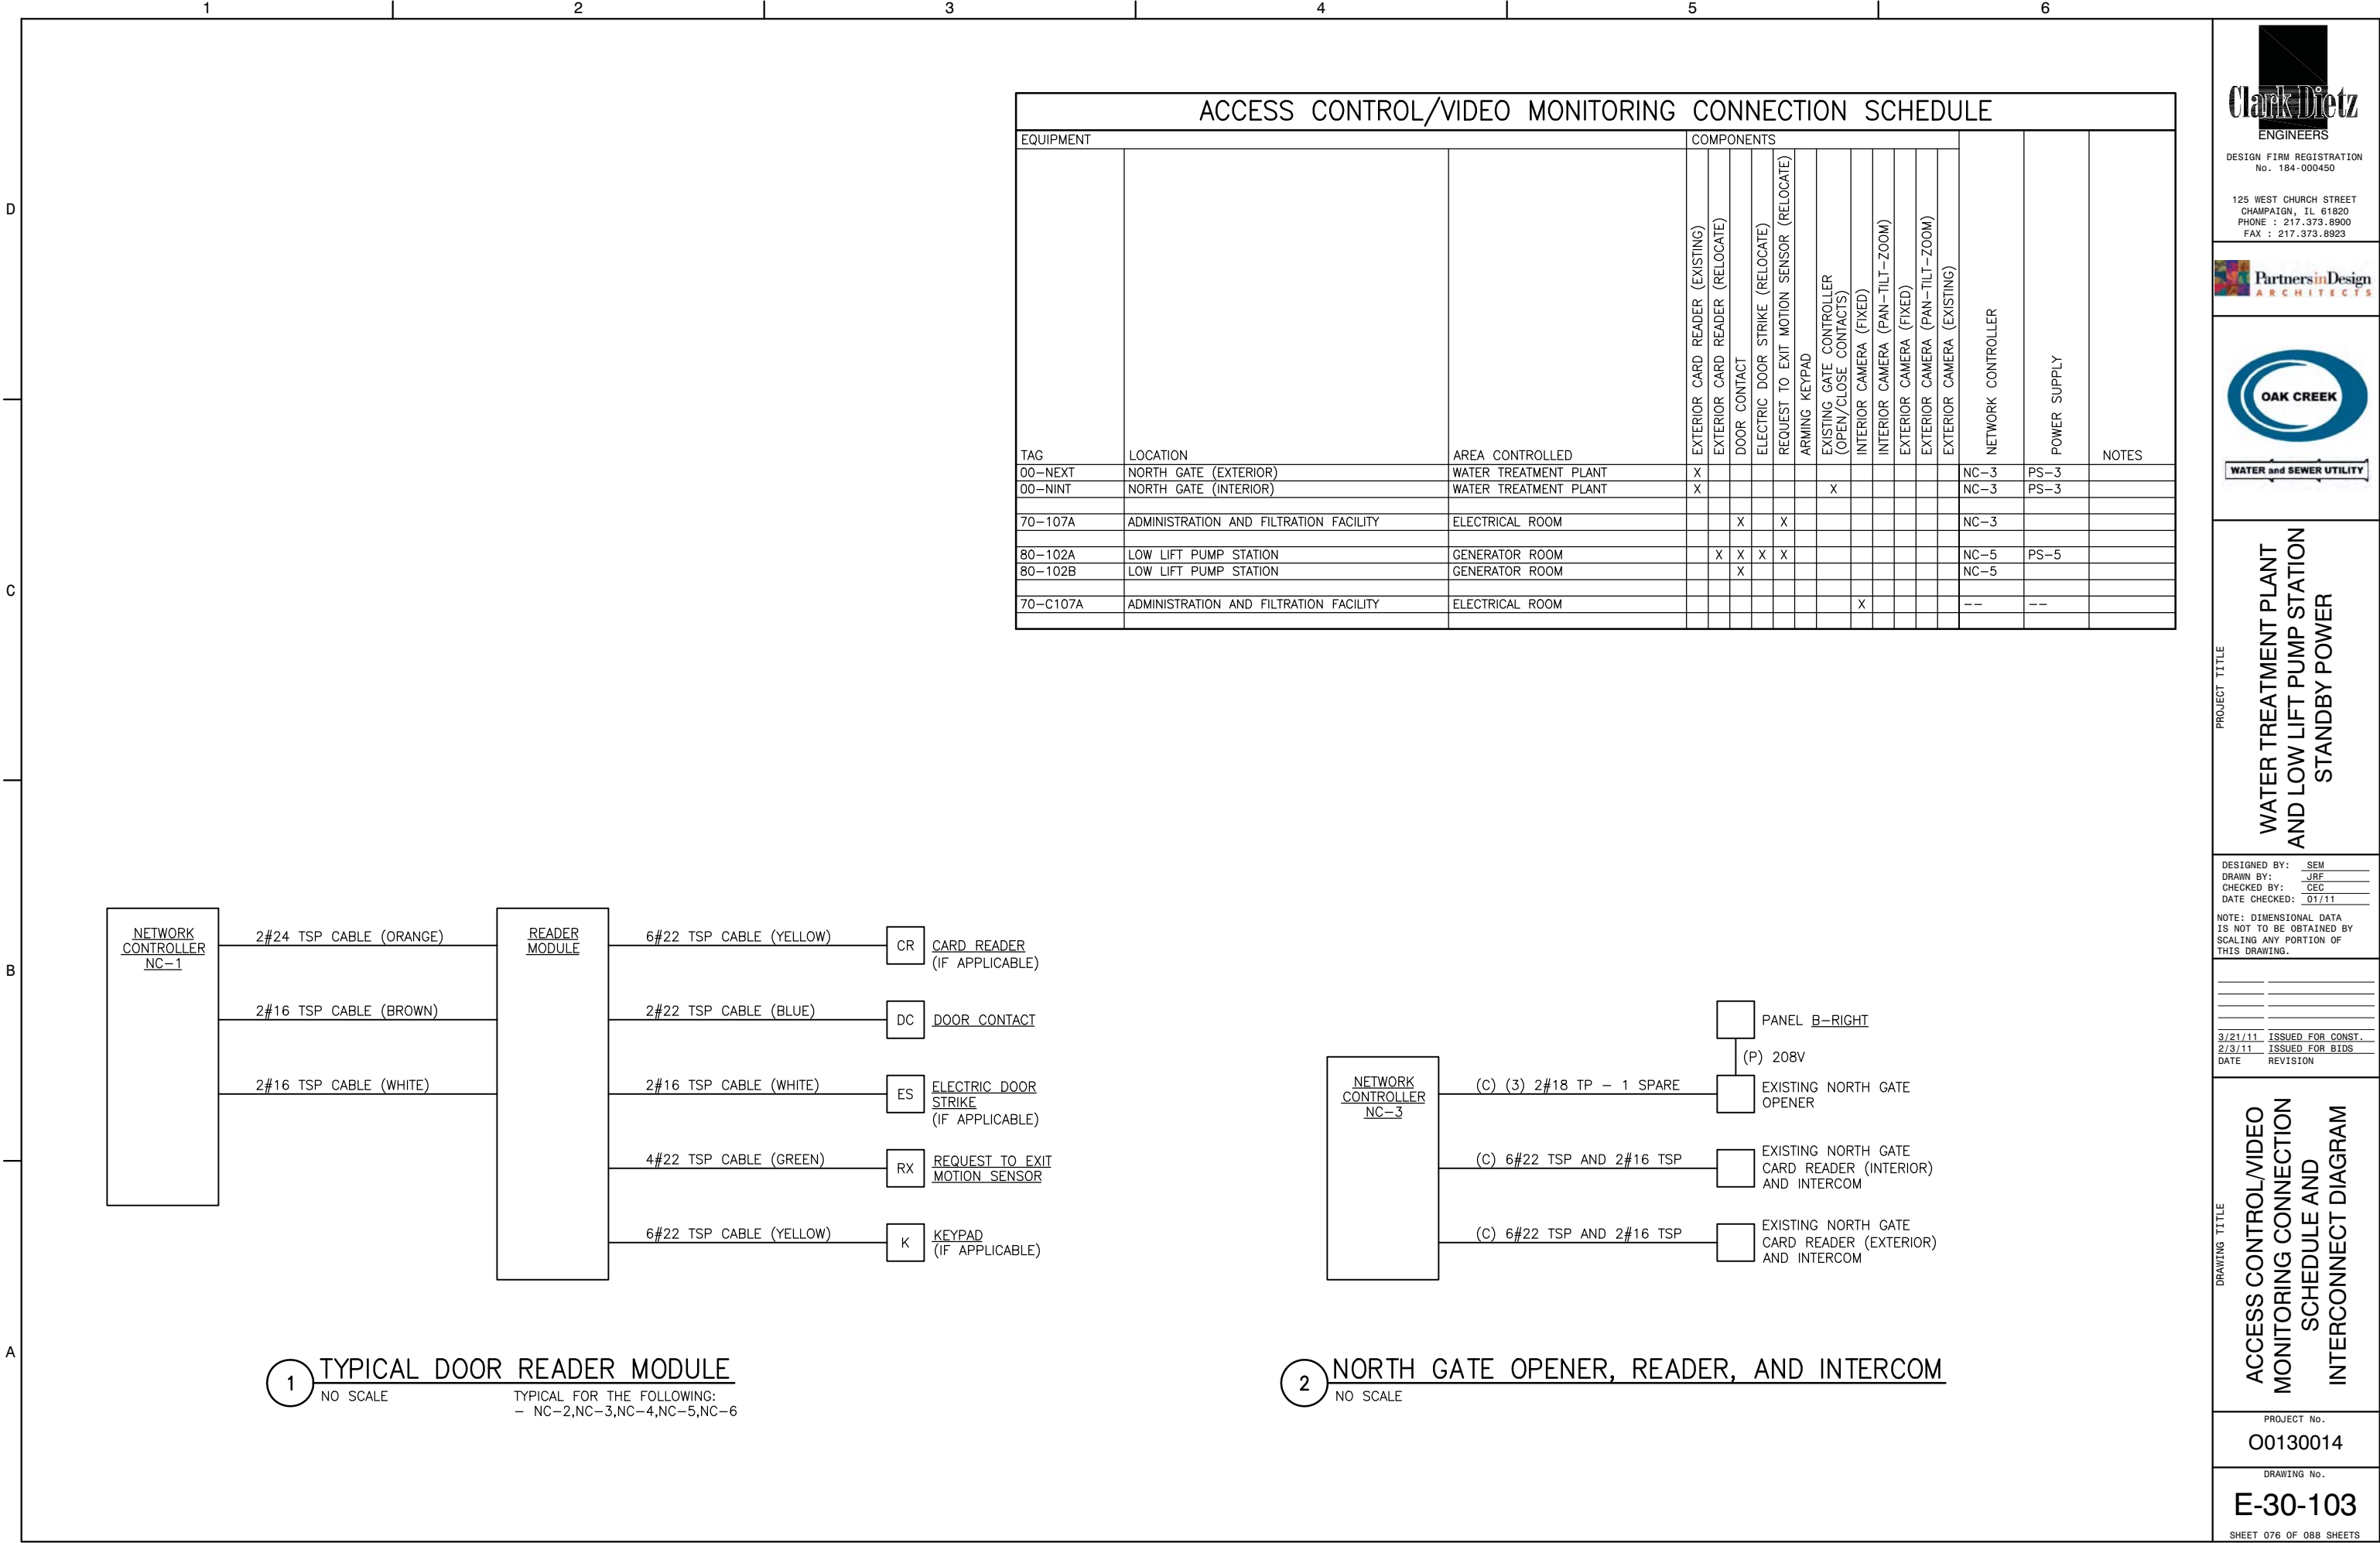 1 2 3 4 5 6
D
C
B
A
ACCESS CONTROL/VIDEO MONITORING CONNECTION SCHEDULE
EQUIPMENT COMPONENTS
TAG LOCATION AREA CONTROLLED
EXTERIOR CARD READER (EXISTING)
EXTERIOR CARD READER (RELOCATE)
DOOR CONTACT
ELECTRIC DOOR STRIKE (RELOCATE)
REQUEST TO EXIT MOTION SENSOR (RELOCATE)
ARMING KEYPAD
EXISTING GATE CONTROLLER
(OPEN/CLOSE CONTACTS)
INTERIOR CAMERA (FIXED)
INTERIOR CAMERA (PAN-TILT-ZOOM)
EXTERIOR CAMERA (FIXED)
EXTERIOR CAMERA (PAN-TILT-ZOOM)
EXTERIOR CAMERA (EXISTING)
NETWORK CONTROLLER
POWER SUPPLY
NOTES
00-NEXT NORTH GATE (EXTERIOR) WATER TREATMENT PLANT X NC-3 PS-3
00-NINT NORTH GATE (INTERIOR) WATER TREATMENT PLANT X X NC-3 PS-3
70-107A ADMINISTRATION AND FILTRATION FACILITY ELECTRICAL ROOM X X NC-3
80-102A LOW LIFT PUMP STATION GENERATOR ROOM X X X X NC-5 PS-5
80-102B LOW LIFT PUMP STATION GENERATOR ROOM X NC-5
70-C107A ADMINISTRATION AND FILTRATION FACILITY ELECTRICAL ROOM X -- --
NETWORK
CONTROLLER
NC-1
2#24 TSP CABLE (ORANGE)
2#16 TSP CABLE (BROWN)
2#16 TSP CABLE (WHITE)
READER
MODULE
6#22 TSP CABLE (YELLOW)
CR CARD READER
(IF APPLICABLE)
2#22 TSP CABLE (BLUE)
DC DOOR CONTACT
2#16 TSP CABLE (WHITE)
ES ELECTRIC DOOR
STRIKE
(IF APPLICABLE)
4#22 TSP CABLE (GREEN)
RX REQUEST TO EXIT
MOTION SENSOR
6#22 TSP CABLE (YELLOW)
K KEYPAD
(IF APPLICABLE)
1 TYPICAL DOOR READER MODULE
NO SCALE TYPICAL FOR THE FOLLOWING:
- NC-2,NC-3,NC-4,NC-5,NC-6
NETWORK
CONTROLLER
NC-3
PANEL B-RIGHT
(P) 208V
(C) (3) 2#18 TP - 1 SPARE
EXISTING NORTH GATE
OPENER
(C) 6#22 TSP AND 2#16 TSP
EXISTING NORTH GATE
CARD READER (INTERIOR)
AND INTERCOM
(C) 6#22 TSP AND 2#16 TSP
EXISTING NORTH GATE
CARD READER (EXTERIOR)
AND INTERCOM
2 NORTH GATE OPENER, READER, AND INTERCOM
NO SCALE
Clark Dietz
ENGINEERS
DESIGN FIRM REGISTRATION
No. 184-000450
125 WEST CHURCH STREET
CHAMPAIGN, IL 61820
PHONE : 217.373.8900
FAX : 217.373.8923
PartnersinDesign
ARCHITECTS
OAK CREEK
WATER and SEWER UTILITY
PROJECT TITLE
WATER TREATMENT PLANT
AND LOW LIFT PUMP STATION
STANDBY POWER
DESIGNED BY: SEM
DRAWN BY: JRF
CHECKED BY: CEC
DATE CHECKED: 01/11
NOTE: DIMENSIONAL DATA
IS NOT TO BE OBTAINED BY
SCALING ANY PORTION OF
THIS DRAWING.
3/21/11 ISSUED FOR CONST.
2/3/11 ISSUED FOR BIDS
DATE REVISION
DRAWING TITLE
ACCESS CONTROL/VIDEO
MONITORING CONNECTION
SCHEDULE AND
INTERCONNECT DIAGRAM
PROJECT No.
O0130014
DRAWING No.
E-30-103
SHEET 076 OF 088 SHEETS